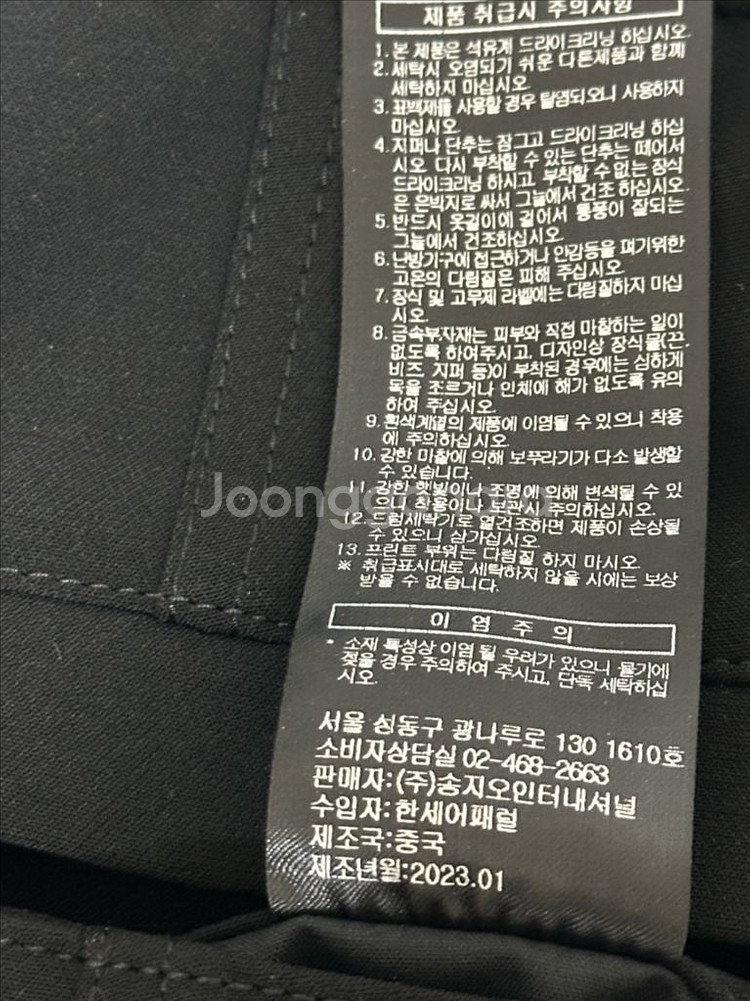 제품 취급시 주의사항
1. 본 제품은 석유계 드라이크리닝 하십시오.
2. 세탁시 오염되기 쉬운 다른제품과 함께
세탁하지 마십시오.
3. 표백제를 사용할 경우 탈염되오니 사용하지
마십시오.
4. 지퍼나 단추는 잠그고 드라이크리닝 하십
시오. 다시 부착할 수 있는 단추는 떼어서
드라이크리닝 하시고, 부착할 수 없는 장식
은 은박지로 싸서 그늘에서 건조 하십시오.
5. 반드시 옷걸이에 걸어서 통풍이 잘되는
그늘에서 건조하십시오.
6. 난방기구에 접근하거나 안감등을 펴기위한
고온의 다림질은 피해 주십시오.
7. 장식 및 고무제 라벨에는 다림질하지 마십
시오.
8. 금속부자재는 피부와 직접 마찰하는 일이
없도록 하여주시고, 디자인상 장식물(끈,
비즈, 지퍼 등)이 부착된 경우에는 심하게
목을 조르거나 인체에 해가 없도록 유의
하여 주십시오.
9. 흰색계열의 제품에 이염될 수 있으니 착용
에 주의하십시오.
10. 강한 마찰에 의해 보푸라기가 다소 발생할
수 있습니다.
11. 강한 햇빛이나 조명에 의해 변색될 수 있
으니 착용이나 보관시 주의하십시오.
12. 드럼세탁기로 열건조하면 제품이 손상될
수 있으니 삼가십시오.
13. 프린트 부위는 다림질 하지 마시오.
※ 취급표시대로 세탁하지 않을 시에는 보상
받을 수 없습니다.
이 염 주 의
* 소재 특성상 이염 될 우려가 있으니 물기에
젖을 경우 주의하여 주시고, 단독 세탁하십
시오.
서울 성동구 광나루로 130 1610호
소비자상담실 02-468-2663
판매자:(주)송지오인터내셔널
수입자:한세어패럴
제조국:중국
제조년월:2023.01